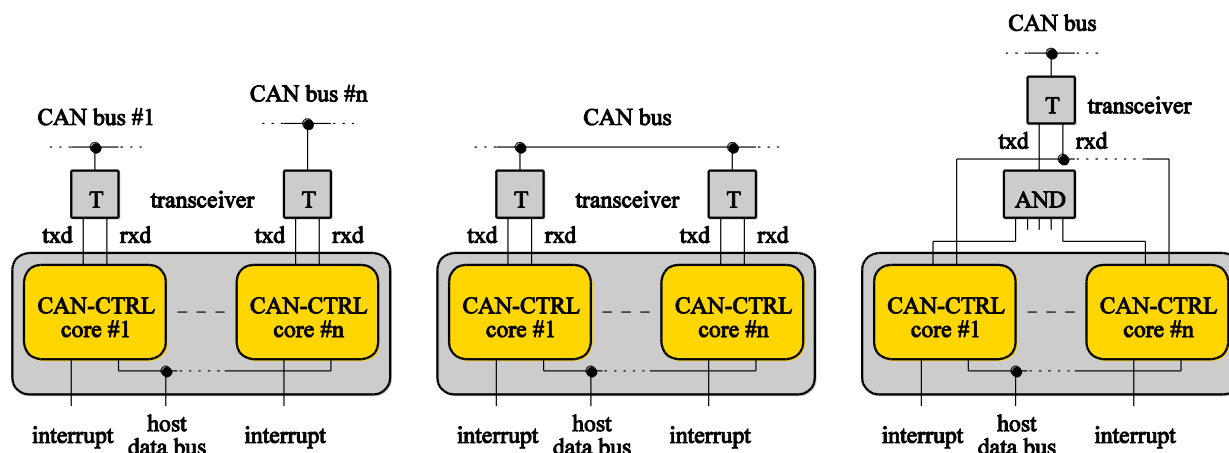 CAN bus #1
CAN bus #n
T
transceiver
T
txd
rxd
txd
rxd
CAN-CTRL
core #1
CAN-CTRL
core #n
interrupt
host
data bus
interrupt
CAN bus
T
transceiver
T
txd
rxd
txd
rxd
CAN-CTRL
core #1
CAN-CTRL
core #n
interrupt
host
data bus
interrupt
CAN bus
T
transceiver
txd
rxd
AND
CAN-CTRL
core #1
CAN-CTRL
core #n
interrupt
host
data bus
interrupt